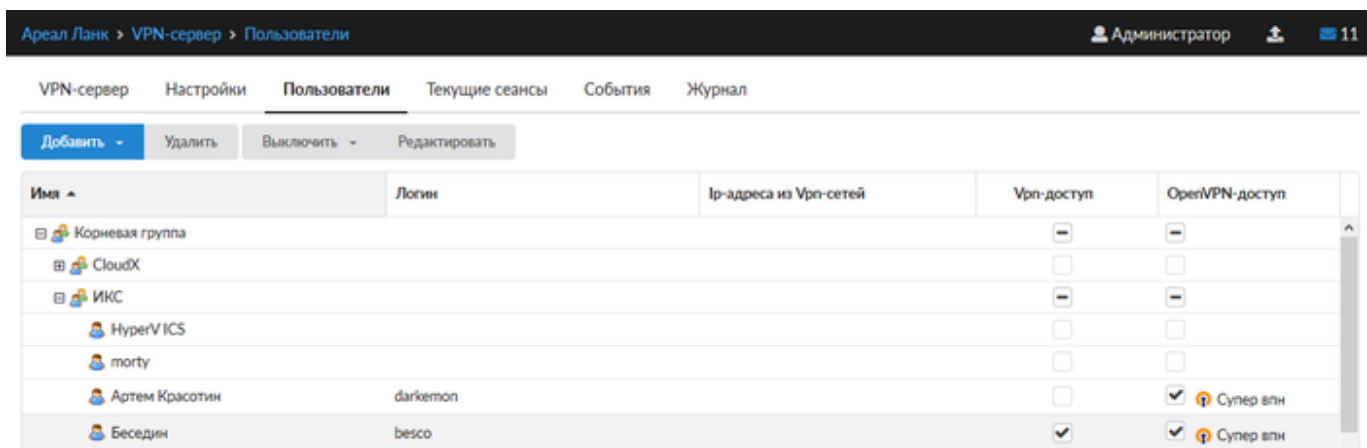 Ареал Ланк > VPN-сервер > Пользователи Администратор 11
VPN-сервер Настройки Пользователи Текущие сеансы События Журнал
Добавить Удалить Выключить Редактировать
Имя Логин Ip-адреса из Vpn-сетей Vpn-доступ OpenVPN-доступ
Корневая группа
CloudX
ИКС
HyperV ICS
morty
Артем Красотин darkemon Супер впн
Беседин besco Супер впн